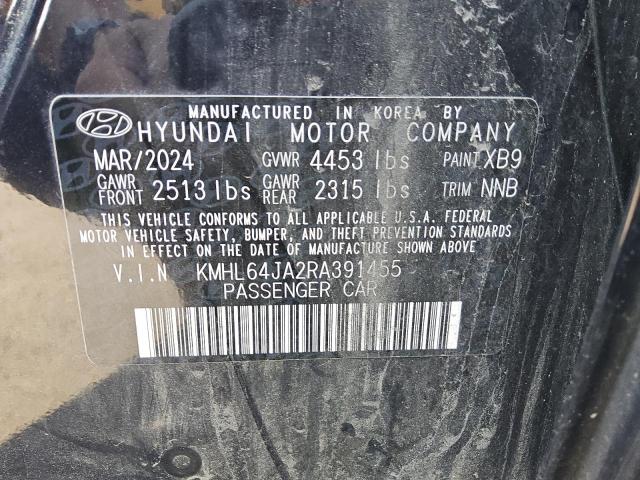 MANUFACTURED IN KOREA BY
HYUNDAI MOTOR COMPANY
MAR/2024 GVWR 4453 lbs PAINT XB9
GAWR FRONT 2513 lbs GAWR REAR 2315 lbs TRIM NNB
THIS VEHICLE CONFORMS TO ALL APPLICABLE U.S.A. FEDERAL
MOTOR VEHICLE SAFETY, BUMPER, AND THEFT PREVENTION STANDARDS
IN EFFECT ON THE DATE OF MANUFACTURE SHOWN ABOVE.
V.I.N KMHL64JA2RA391455
PASSENGER CAR